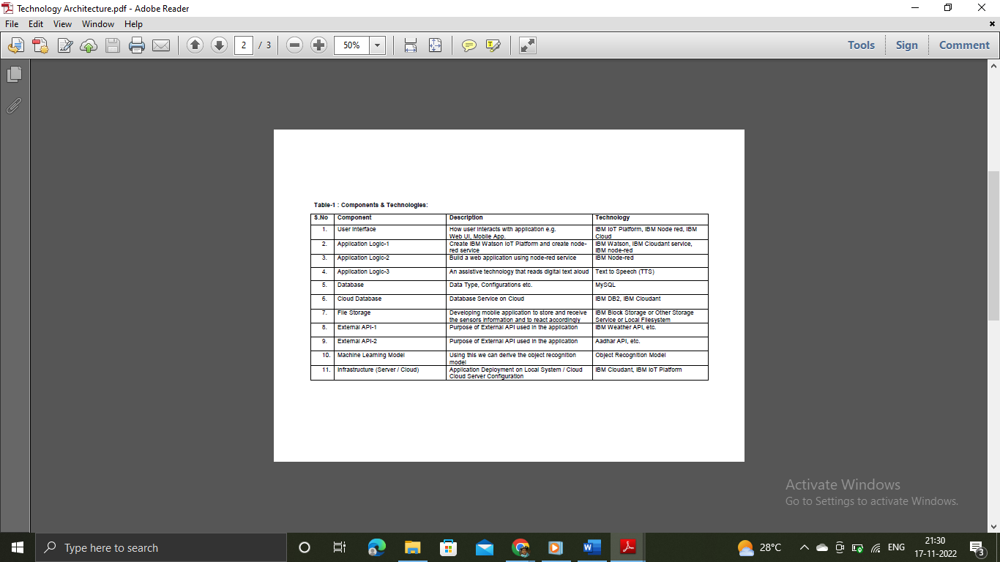 Technology Architecture.pdf - Adobe Reader
File Edit View Window Help
2 / 3 50% Tools Sign Comment
Table-1 : Components & Technologies:
S.No Component Description Technology
1. User Interface How user interacts with application e.g. IBM IoT Platform, IBM Node red, IBM
Web UI, Mobile App. Cloud
2. Application Logic-1 Create IBM Watson IoT Platform and create node- IBM Watson, IBM Cloudant service,
red service IBM node-red
3. Application Logic-2 Build a web application using node-red service IBM Node-red
4. Application Logic-3 An assistive technology that reads digital text aloud Text to Speech (TTS)
5. Database Data Type, Configurations etc. MySQL
6. Cloud Database Database Service on Cloud IBM DB2, IBM Cloudant
7. File Storage Developing mobile application to store and receive IBM Block Storage or Other Storage
the sensors information and to react accordingly Service or Local Filesystem
8. External API-1 Purpose of External API used in the application IBM Weather API, etc.
9. External API-2 Purpose of External API used in the application Aadhar API, etc.
10. Machine Learning Model Using this we can derive the object recognition Object Recognition Model
model
11. Infrastructure (Server / Cloud) Application Deployment on Local System / Cloud IBM Cloudant, IBM IoT Platform
Cloud Server Configuration
Activate Windows
Go to Settings to activate Windows.
Type here to search 28°C ENG 21:30
17-11-2022 3